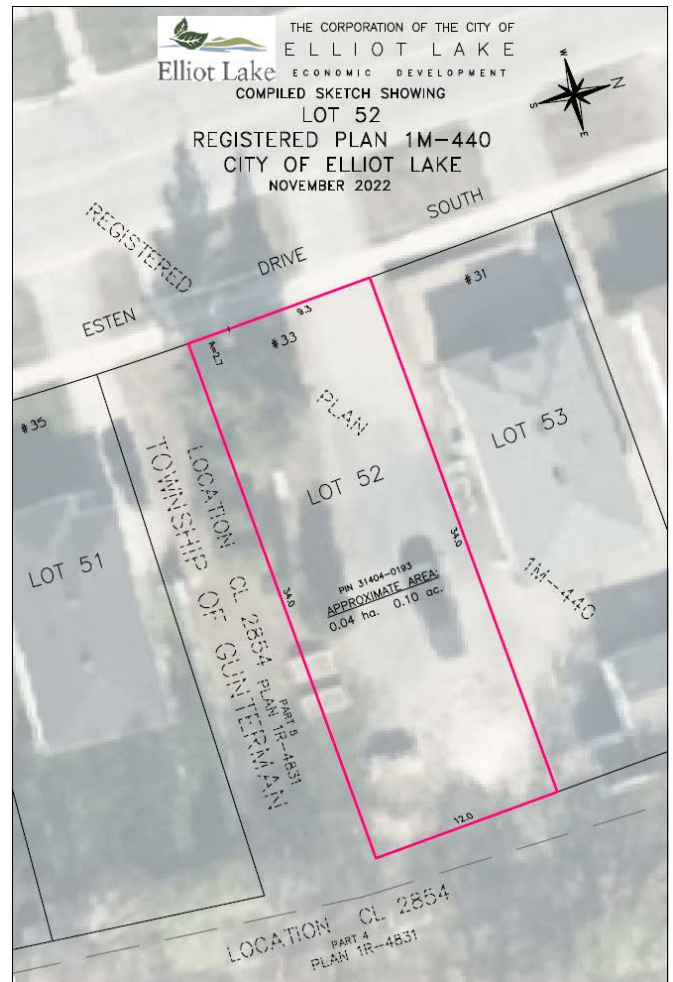 THE CORPORATION OF THE CITY OF
ELLIOT LAKE
ECONOMIC DEVELOPMENT
Elliot Lake
COMPILED SKETCH SHOWING
LOT 52
REGISTERED PLAN 1M-440
CITY OF ELLIOT LAKE
NOVEMBER 2022
W
N
S
E
REGISTERED
ESTEN DRIVE SOUTH
9.3
A=2.7
#31
#33
#35
PLAN
LOT 53
LOT 52
LOT 51
34.0
34.0
PIN 31404-0193
APPROXIMATE AREA:
0.04 ha. 0.10 ac.
1M-440
LOCATION CL 2854
TOWNSHIP OF GUNTERMAN
PART 5
PLAN 1R-4831
12.0
LOCATION CL 2854
PART 4
PLAN 1R-4831